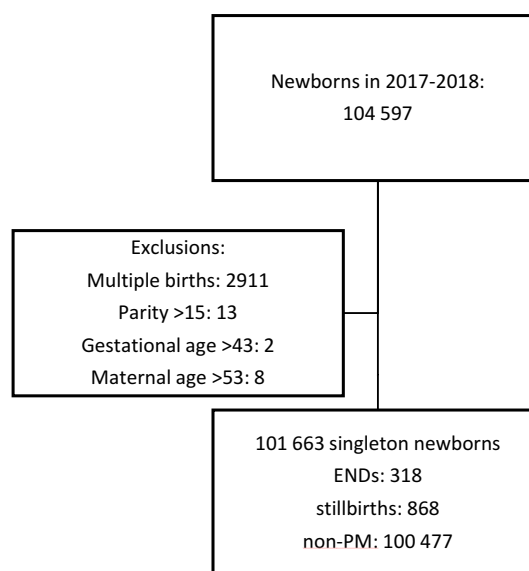 Newborns in 2017-2018:
104 597
Exclusions:
Multiple births: 2911
Parity >15: 13
Gestational age >43: 2
Maternal age >53: 8
101 663 singleton newborns
ENDs: 318
stillbirths: 868
non-PM: 100 477